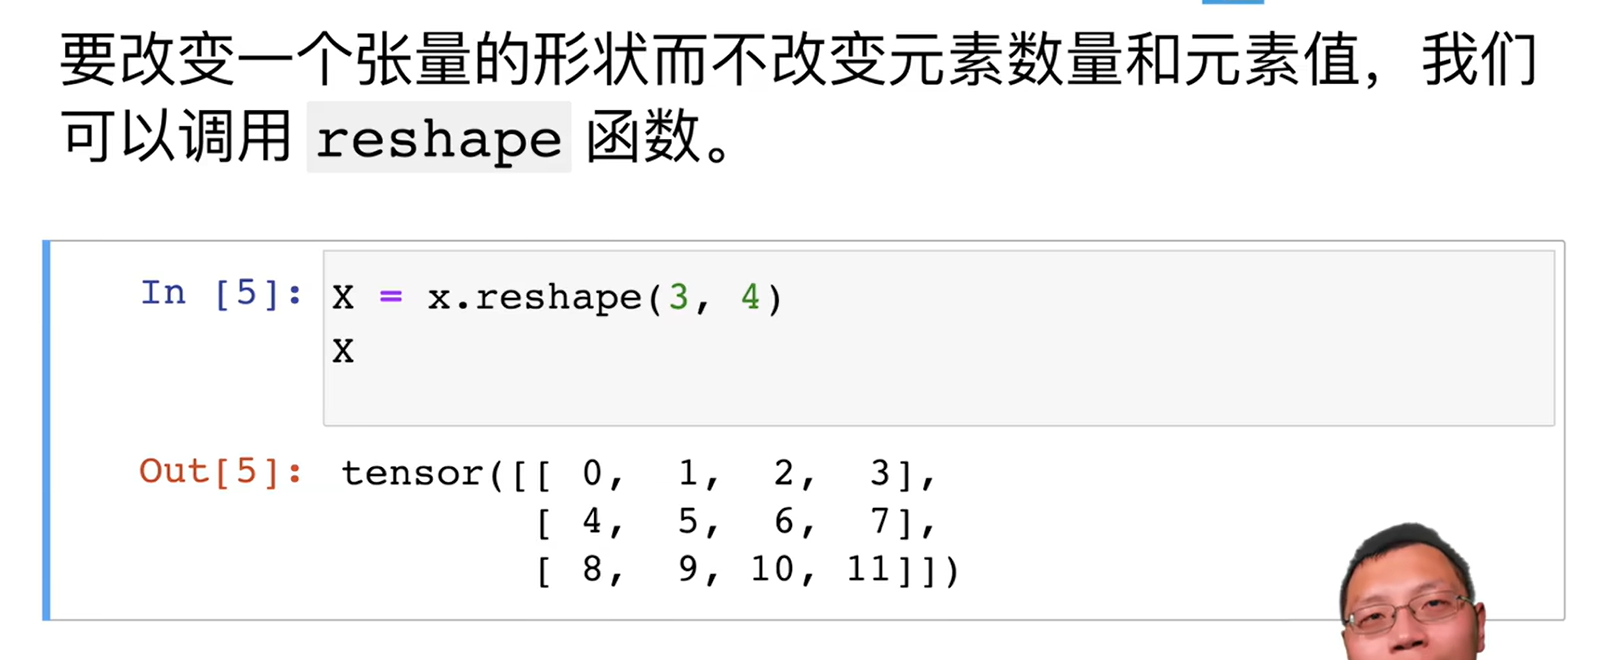 要改变一个张量的形状而不改变元素数量和元素值，我们
可以调用 reshape 函数。
In [5]: X = x.reshape(3, 4)
X
Out[5]: tensor([[ 0,  1,  2,  3],
[ 4,  5,  6,  7],
[ 8,  9, 10, 11]])